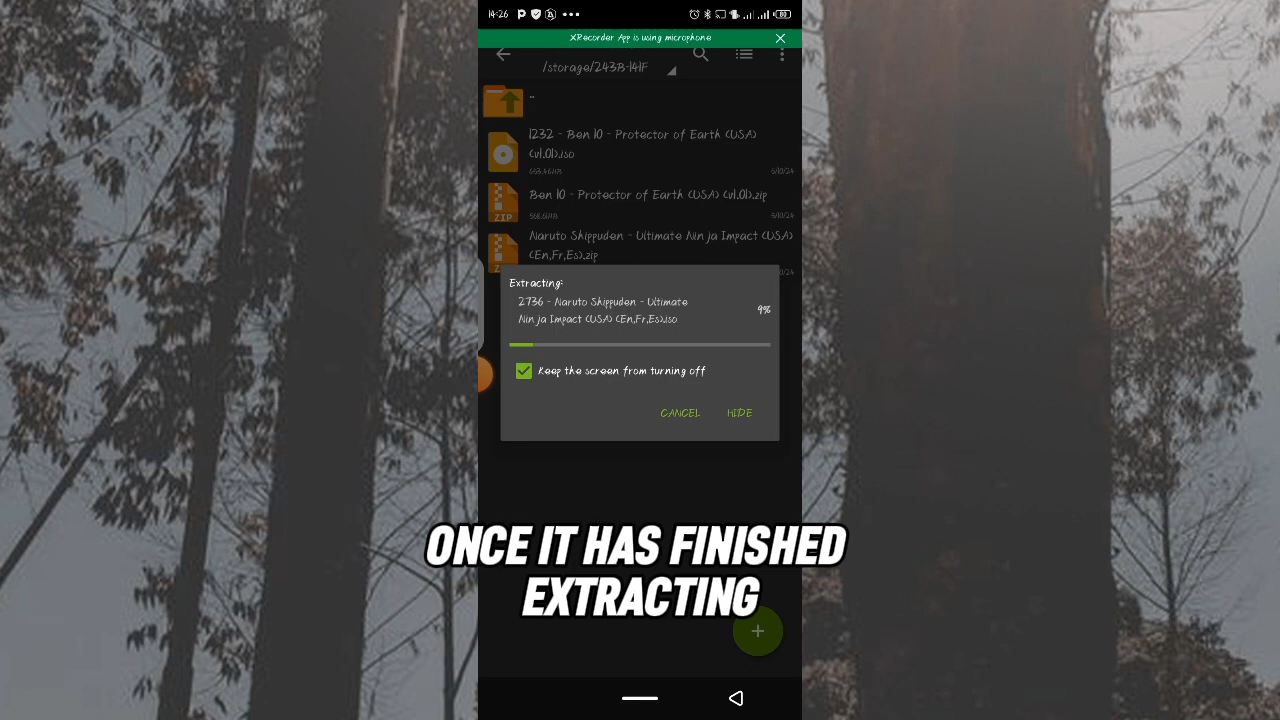 14:26
80
XRecorder App is using microphone
/storage/243B-141F
..
1232 - Ben 10 - Protector of Earth (USA)
(v1.01).iso
5/10/24
Ben 10 - Protector of Earth (USA) (v1.01).zip
ZIP
5/10/24
Naruto Shippuden - Ultimate Ninja Impact (USA)
(En,Fr,Es).zip
Extracting:
2736 - Naruto Shippuden - Ultimate
Ninja Impact (USA) (En,Fr,Es).iso
9%
Keep the screen from turning off
CANCEL
HIDE
ONCE IT HAS FINISHED
EXTRACTING